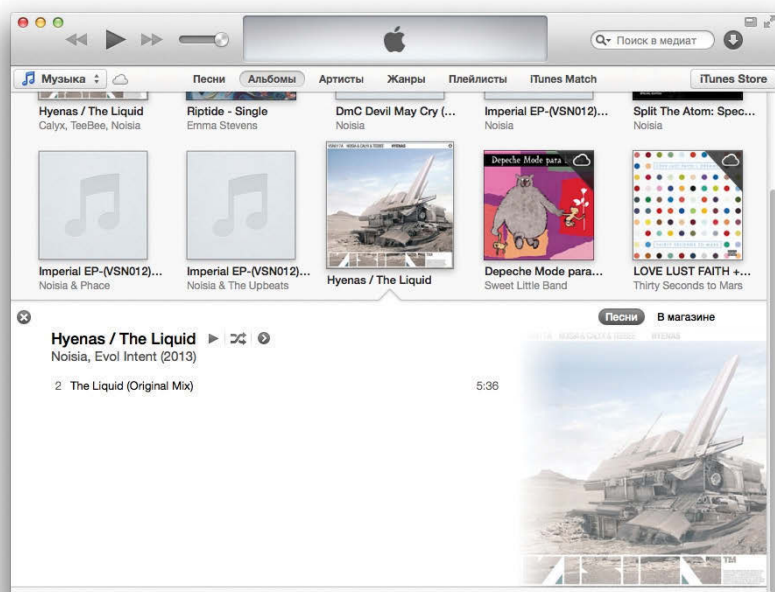 Поиск в медиат
Музыка
Песни Альбомы Артисты Жанры Плейлисты iTunes Match iTunes Store
Hyenas / The Liquid
Calyx, TeeBee, Noisia
Riptide - Single
Emma Stevens
DmC Devil May Cry (...
Noisia
Imperial EP-(VSN012)...
Noisia
Split The Atom: Spec...
Noisia
HYENAS
Depeche Mode para
Imperial EP-(VSN012)...
Noisia & Phace
Imperial EP-(VSN012)...
Noisia & The Upbeats
Hyenas / The Liquid
Depeche Mode para...
Sweet Little Band
LOVE LUST FAITH +...
Thirty Seconds to Mars
Песни В магазине
Hyenas / The Liquid
Noisia, Evol Intent (2013)
2 The Liquid (Original Mix) 5:36
HYENAS